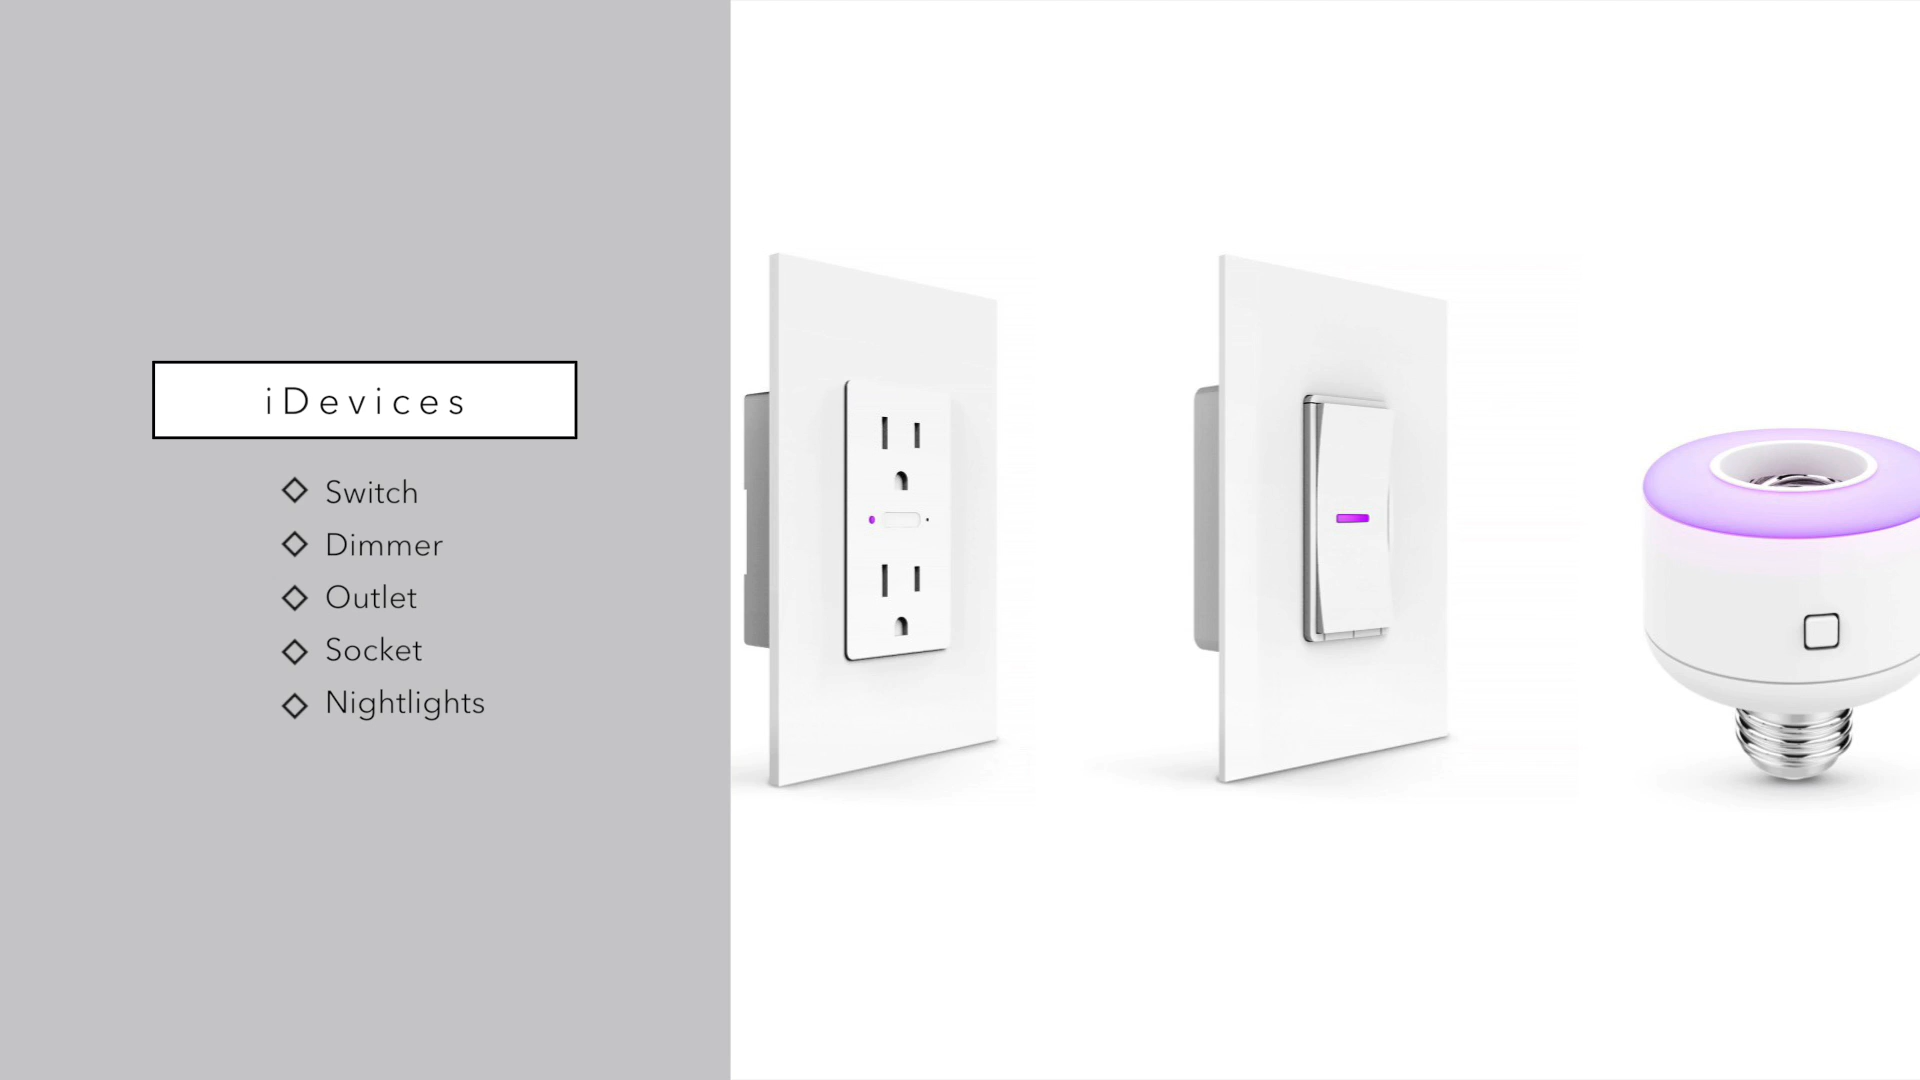 iDevices
Switch
Dimmer
Outlet
Socket
Nightlights